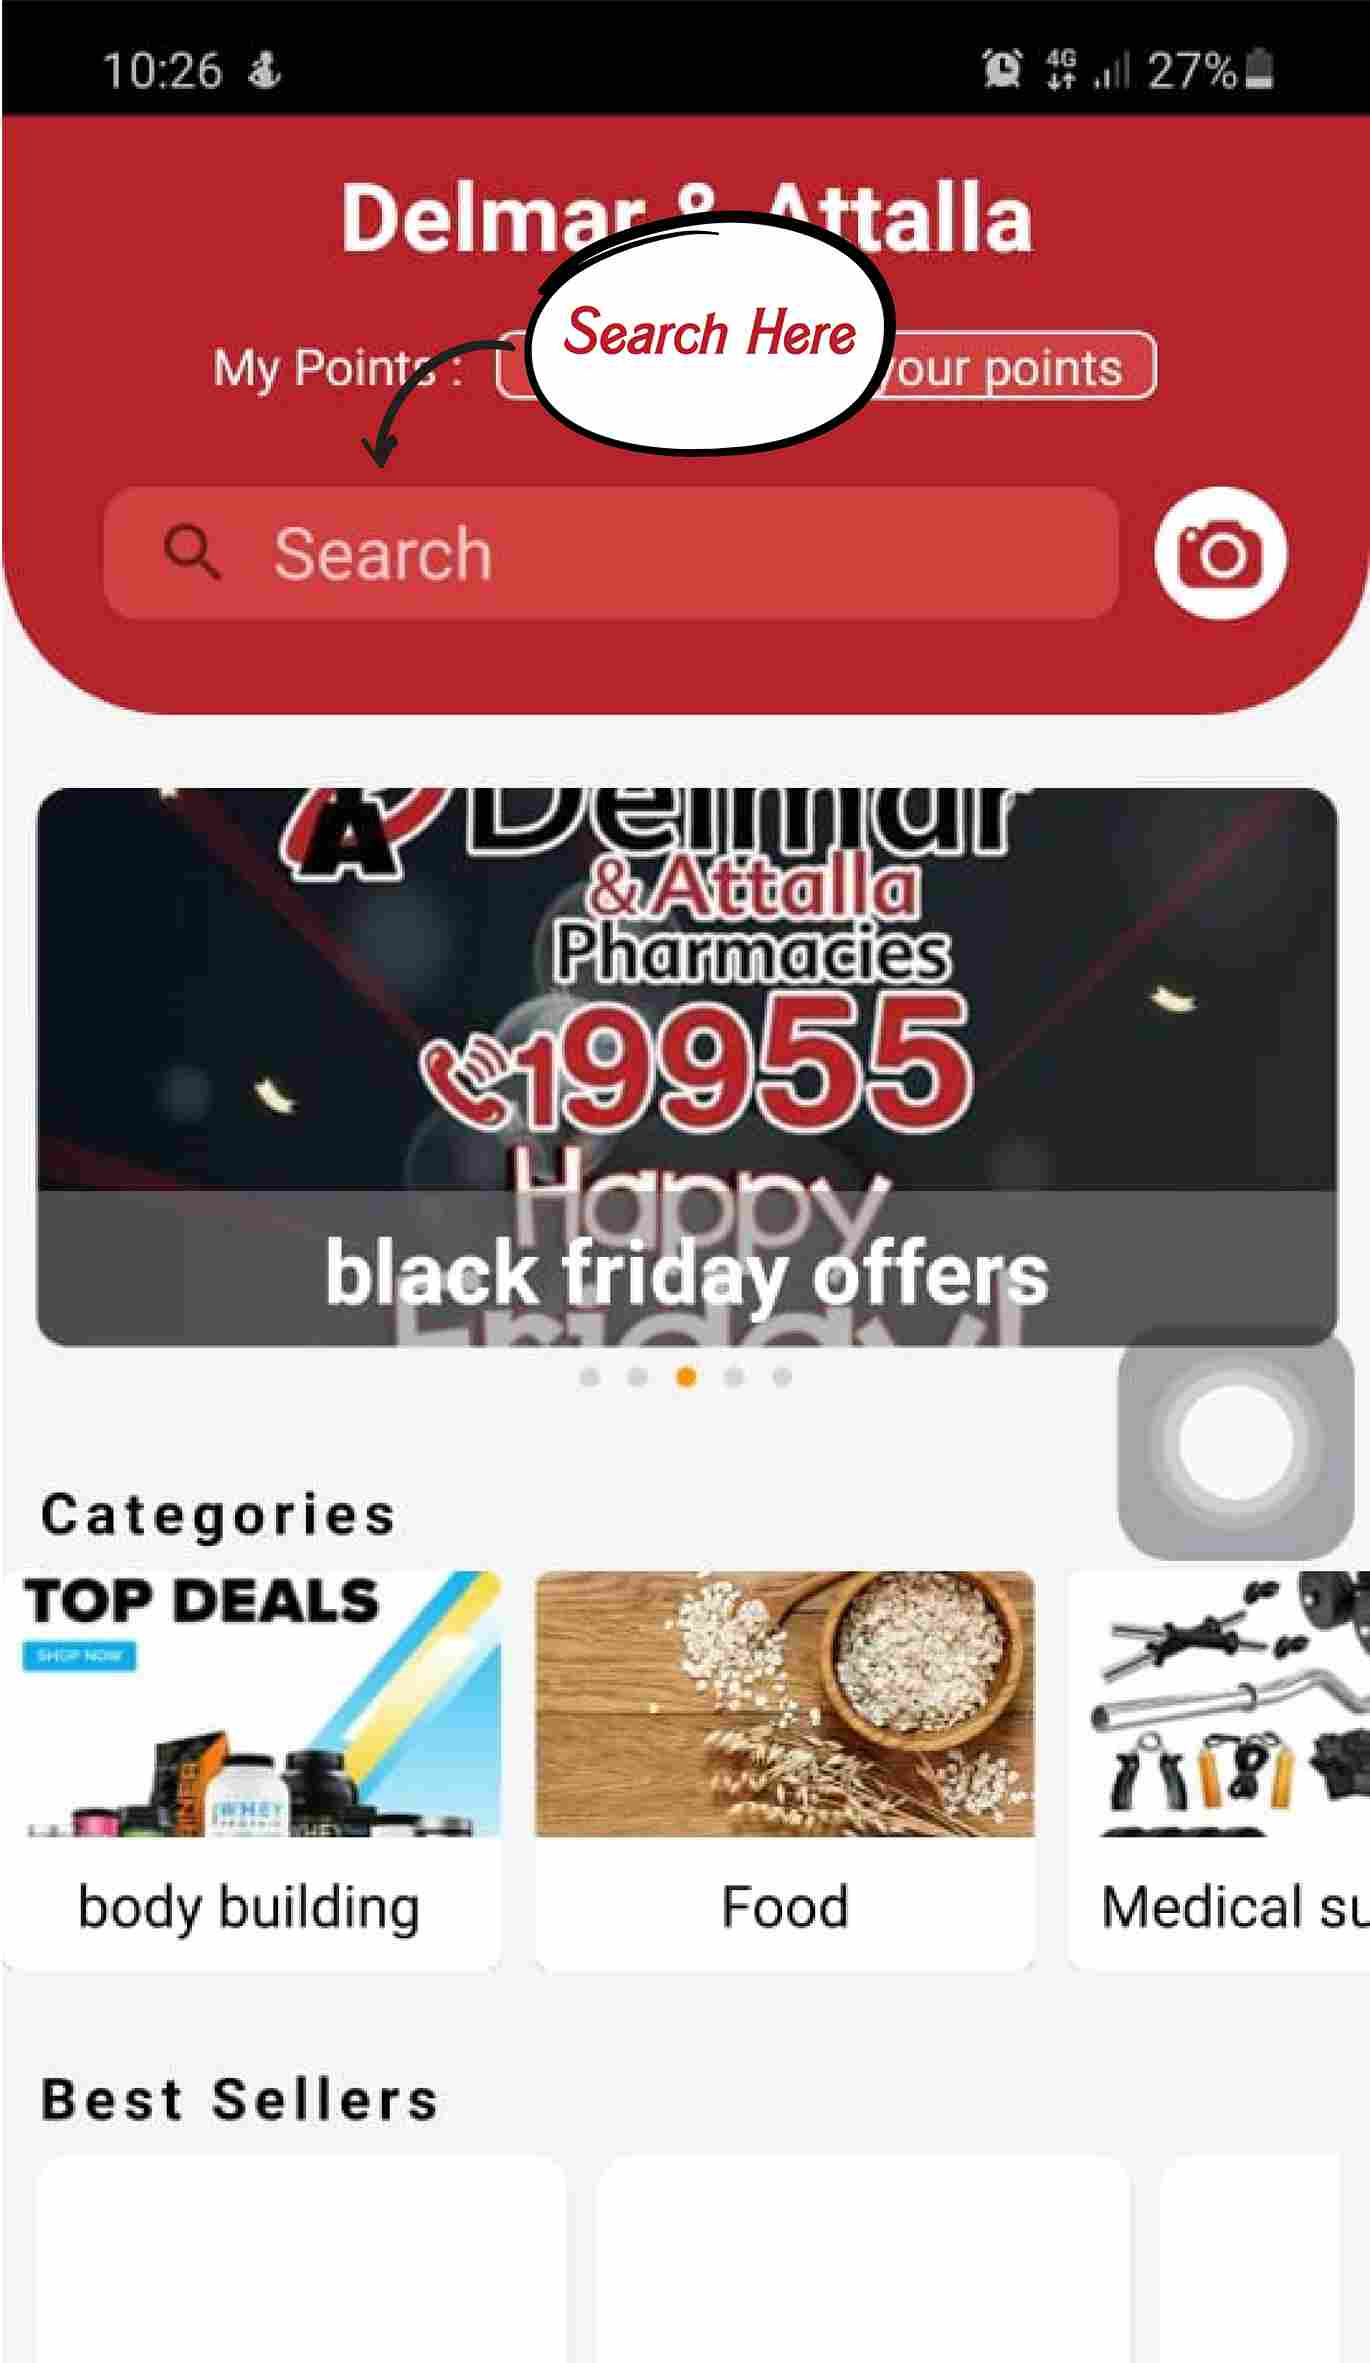 10:26
4G
27%
Delmar & Attalla
Search Here
My Points :
your points
Search
A
Delmar
& Attalla
Pharmacies
19955
Happy
Friday!
black friday offers
Categories
TOP DEALS
SHOP NOW
WHEY
body building
Food
Medical su
Best Sellers